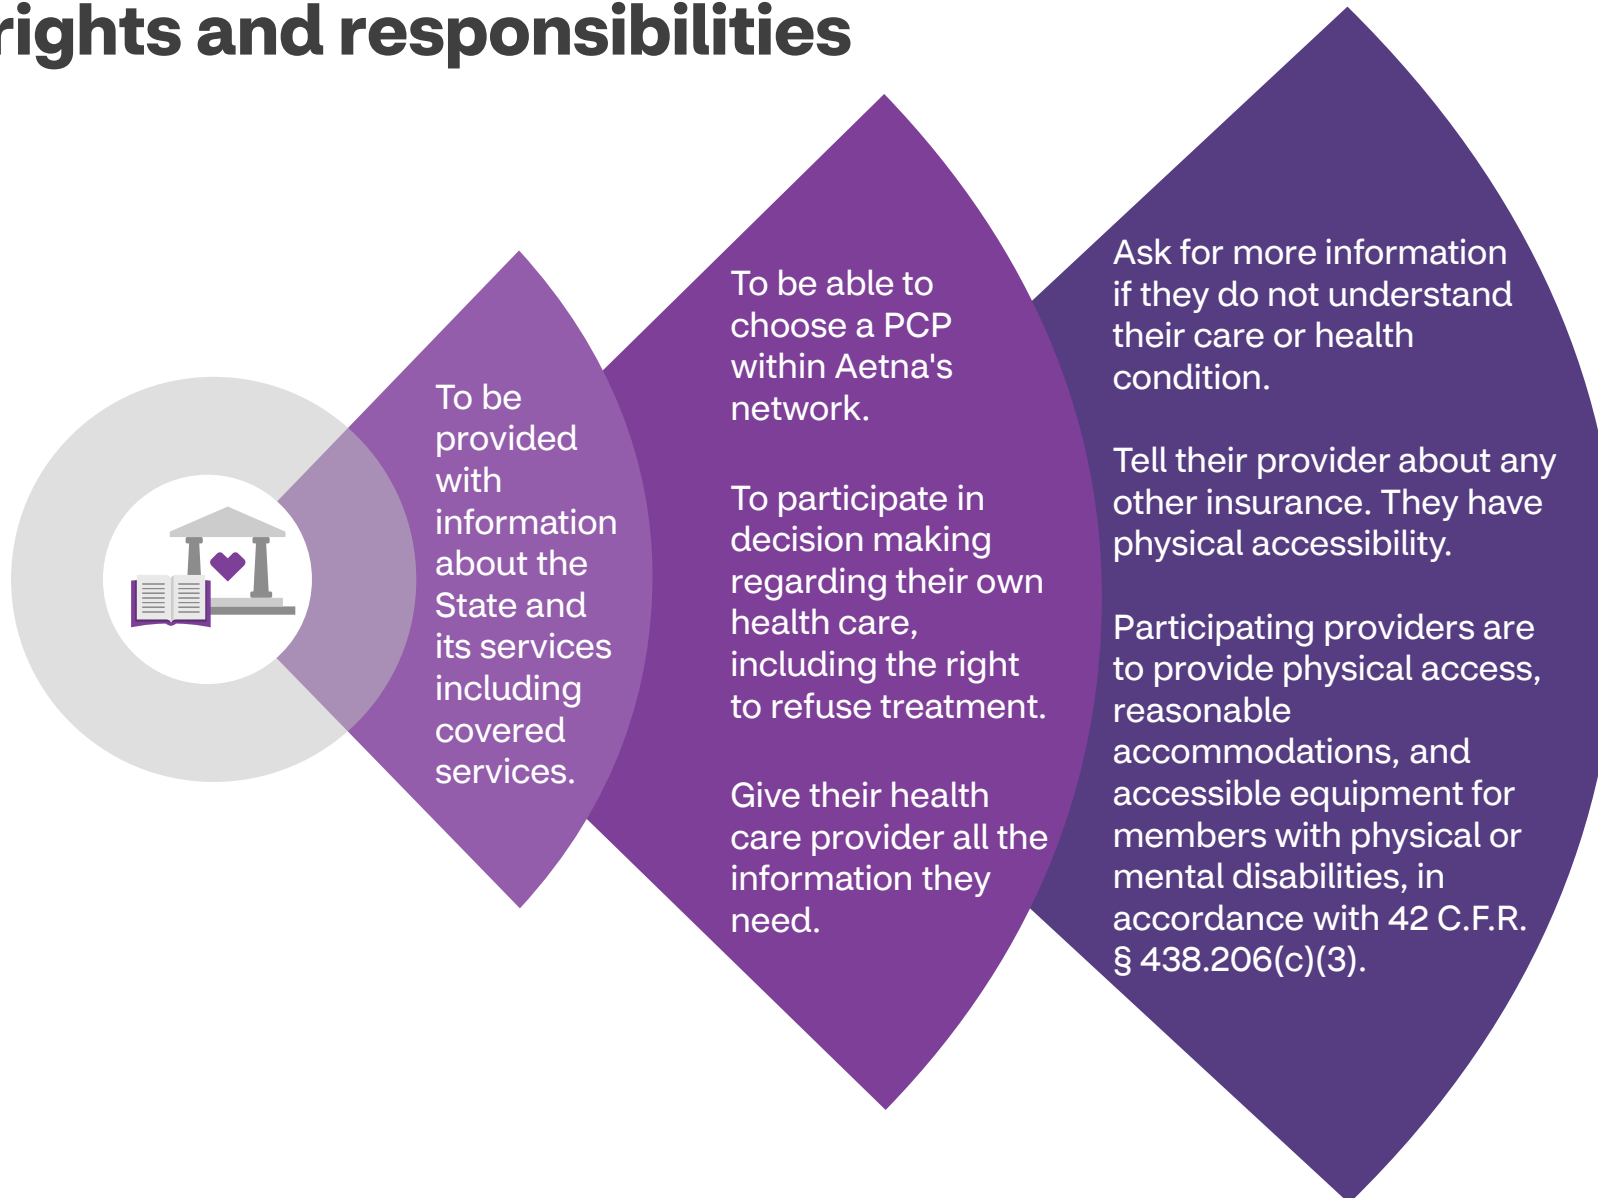 rights and responsibilities
To be
provided
with
information
about the
State and
its services
including
covered
services.
To be able to
choose a PCP
within Aetna's
network.
To participate in
decision making
regarding their own
health care,
including the right
to refuse treatment.
Give their health
care provider all the
information they
need.
Ask for more information
if they do not understand
their care or health
condition.
Tell their provider about any
other insurance. They have
physical accessibility.
Participating providers are
to provide physical access,
reasonable
accommodations, and
accessible equipment for
members with physical or
mental disabilities, in
accordance with 42 C.F.R.
§ 438.206(c)(3).